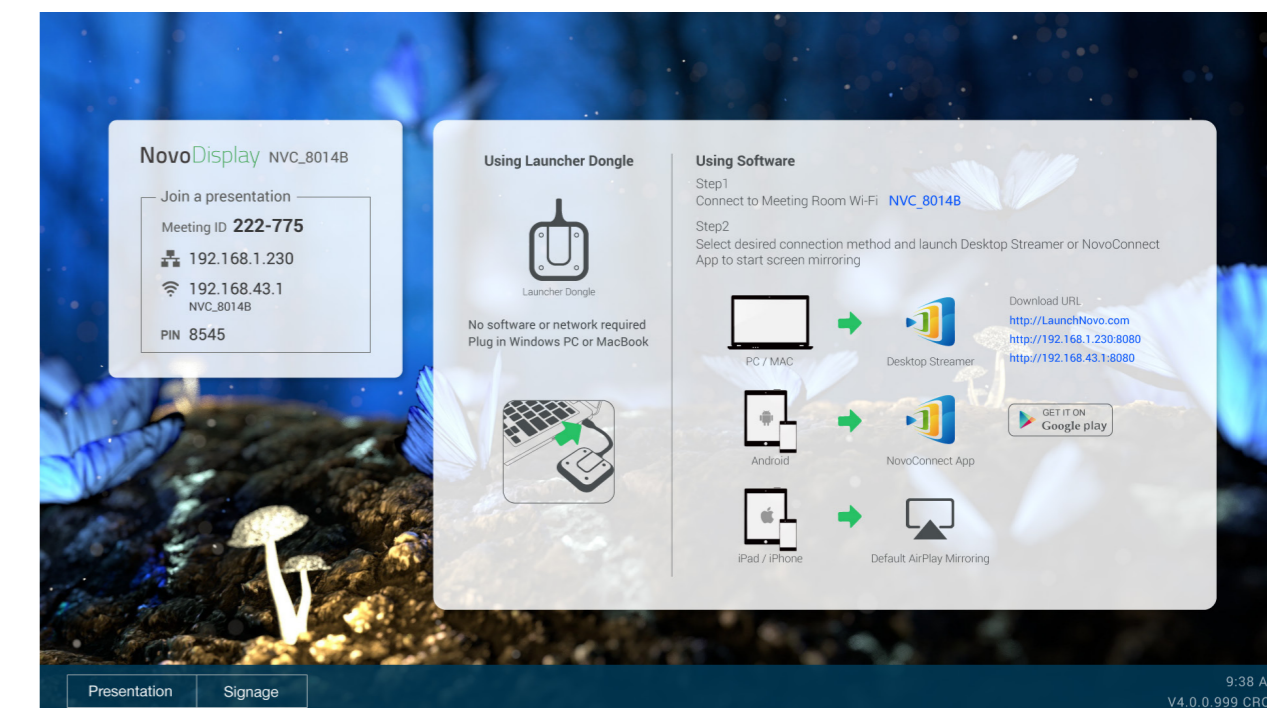 NovoDisplay NVC_8014B
Join a presentation
Meeting ID 222-775
192.168.1.230
192.168.43.1
NVC_8014B
PIN 8545
Using Launcher Dongle
Launcher Dongle
No software or network required
Plug in Windows PC or MacBook
Using Software
Step1
Connect to Meeting Room Wi-Fi NVC_8014B
Step2
Select desired connection method and launch Desktop Streamer or NovoConnect
App to start screen mirroring
PC / MAC
Desktop Streamer
Download URL
http://LaunchNovo.com
http://192.168.1.230:8080
http://192.168.43.1:8080
Android
NovoConnect App
GET IT ON
Google play
iPad / iPhone
Default AirPlay Mirroring
Presentation
Signage
9:38 A
V4.0.0.999 CRC